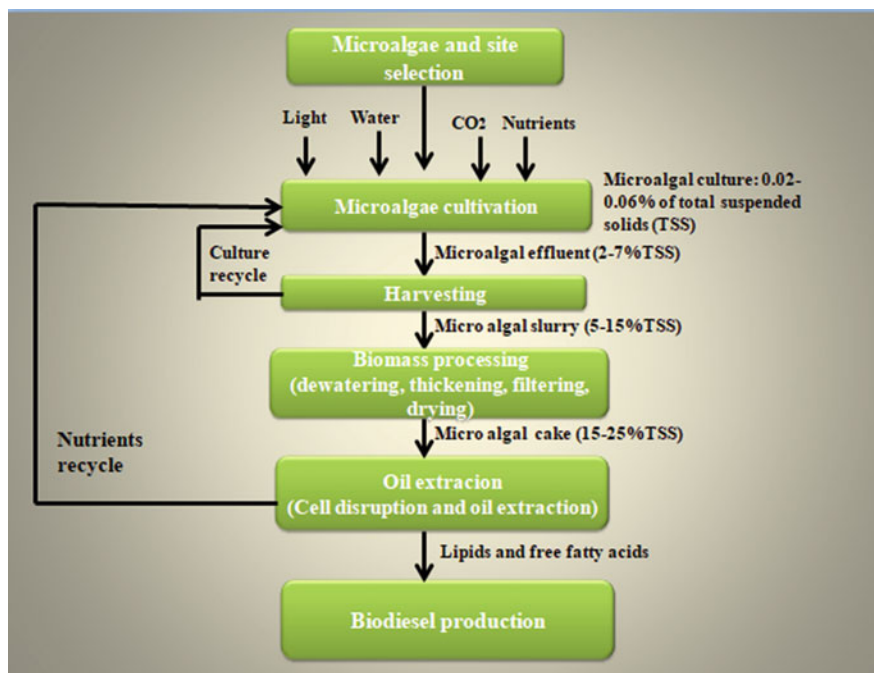 Microalgae and site
selection
Light
Water
CO2
Nutrients
Microalgae cultivation
Microalgal culture: 0.02-
0.06% of total suspended
solids (TSS)
Culture
recycle
Microalgal effluent (2-7%TSS)
Harvesting
Micro algal slurry (5-15%TSS)
Biomass processing
(dewatering, thickening, filtering,
drying)
Micro algal cake (15-25%TSS)
Nutrients
recycle
Oil extracion
(Cell disruption and oil extraction)
Lipids and free fatty acids
Biodiesel production